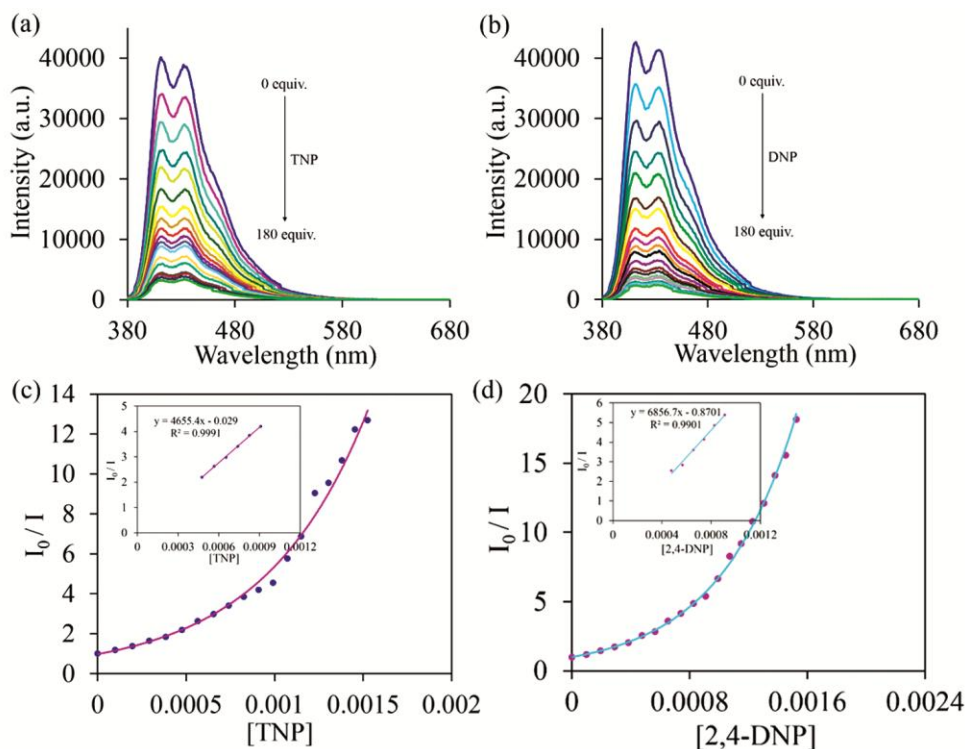 (a)
40000
30000
20000
10000
0
Intensity (a.u.)
0 equiv.
TNP
180 equiv.
380 480 580 680
Wavelength (nm)
(b)
40000
30000
20000
10000
0
Intensity (a.u.)
0 equiv.
DNP
180 equiv.
380 480 580 680
Wavelength (nm)
(c)
14
12
10
8
6
4
2
0
I0 / I
0 0.0005 0.001 0.0015 0.002
[TNP]
5
4
3
2
1
0
I0 / I
y = 4655.4x - 0.029
R² = 0.9991
0 0.0003 0.0006 0.0009 0.0012
[TNP]
(d)
20
15
10
5
0
I0 / I
0 0.0008 0.0016 0.0024
[2,4-DNP]
6
5
4
3
2
1
0
I0 / I
y = 6856.7x - 0.8701
R² = 0.9901
0 0.0004 0.0008 0.0012
[2,4-DNP]